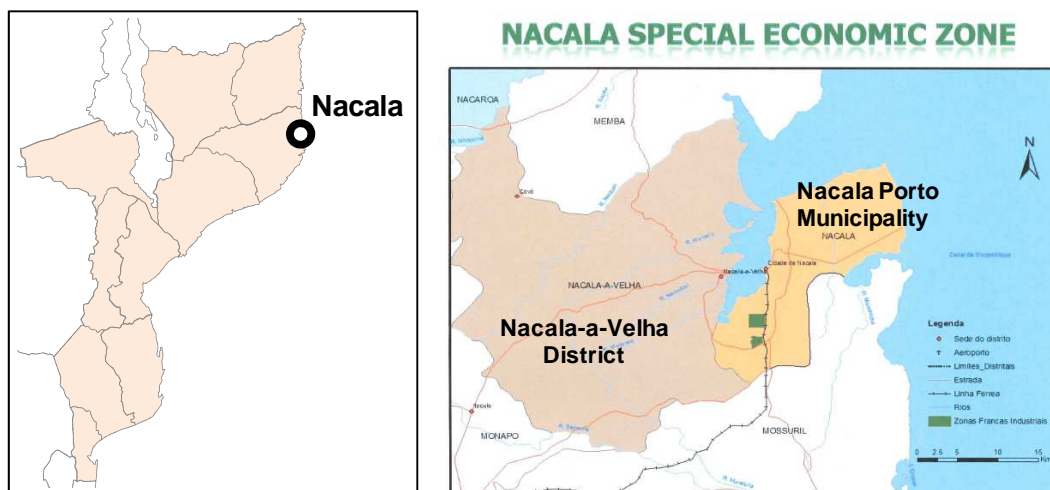 Nacala
NACALA SPECIAL ECONOMIC ZONE
NACAROA
MEMBA
N
Nacala Porto
Municipality
NACALA
Cidade de Nacala
Nacala-a-Velha
NACALA-A-VELHA
Nacala-a-Velha
District
MONAPO
MOSSURIL
Legenda
Sede do distrito
Aeroporto
Limites_Distritais
Estrada
Linha Ferrea
Rios
Zonas Francas Industriais
0 2.5 5 10 15
Km